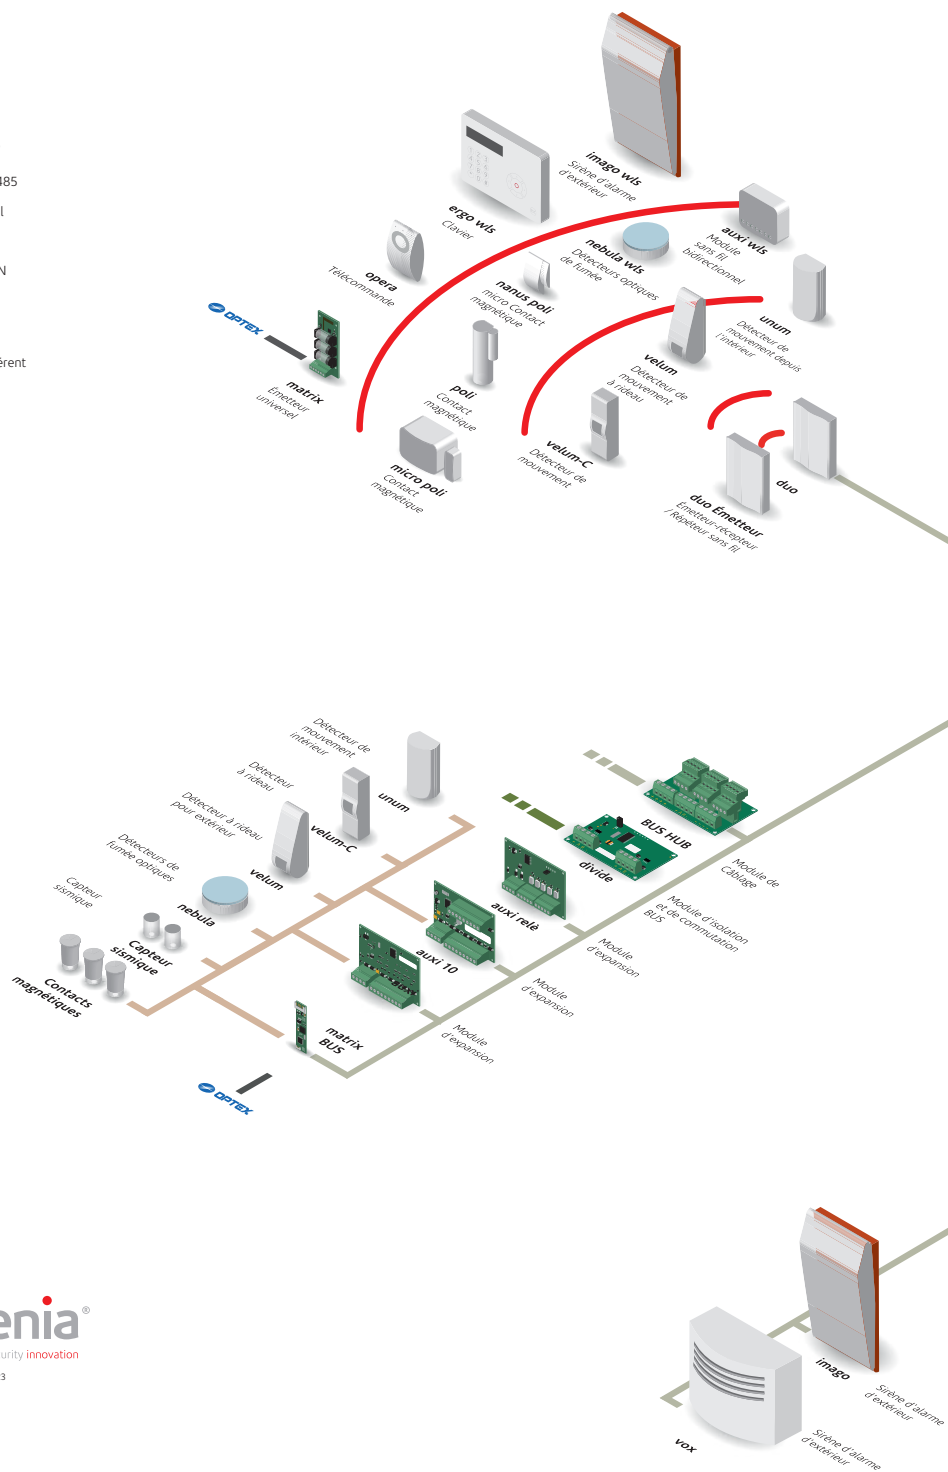 485
l
N
érent
imago wls
Sirène d'alarme
d'extérieur
ergo wls
Clavier
auxi wls
Module
sans fil
bidirectionnel
nebula wls
Détecteurs optiques
de fumée
opera
Télécommande
nanus poli
micro Contact
magnétique
unum
Détecteur de
mouvement depuis
l'intérieur
OPTEX
matrix
Émetteur
universel
velum
Détecteur de
mouvement
à rideau
poli
Contact
magnétique
velum-C
Détecteur de
mouvement
micro poli
Contact
magnétique
duo
duo Émetteur
Émetteur-récepteur
/ Répéteur sans fil
Détecteur de
mouvement
intérieur
unum
Détecteur
à rideau
velum-C
Détecteur à rideau
pour extérieur
velum
Détecteurs de
fumée optiques
nebula
Capteur
sismique
Capteur
sismique
Contacts
magnétiques
BUS HUB
Module de
Câblage
divide
Module d'isolation
et de commutation
BUS
auxi relè
Module
d'expansion
auxi 10
Module
d'expansion
Module
d'expansion
matrix
BUS
OPTEX
enia®
urity innovation
3
imago
Sirène d'alarme
d'extérieur
vox
Sirène d'alarme
d'extérieur